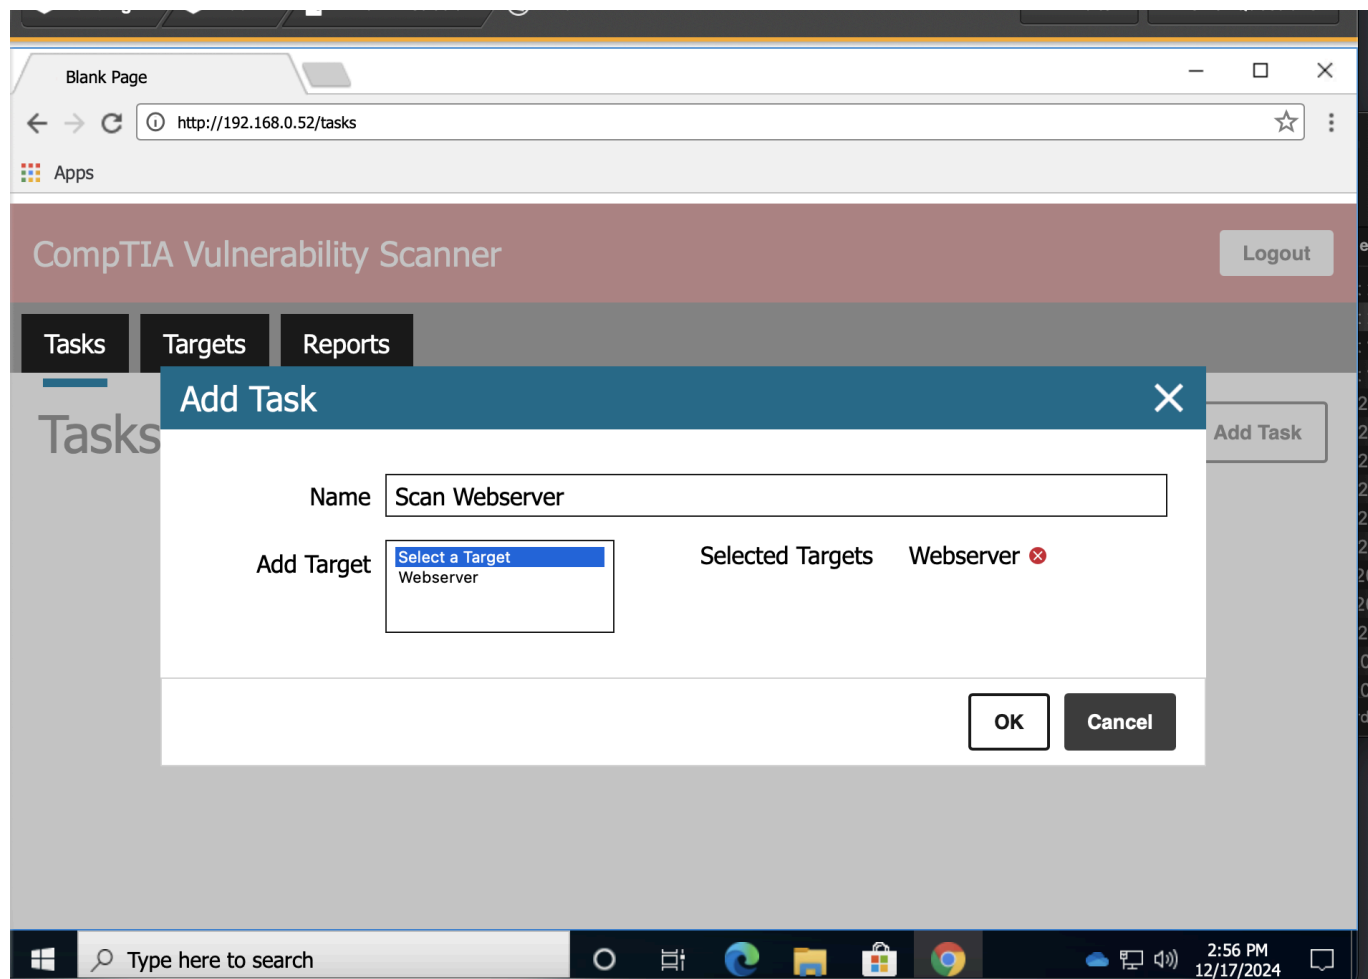 Blank Page
http://192.168.0.52/tasks
Apps
CompTIA Vulnerability Scanner
Logout
Tasks
Targets
Reports
Add Task
Tasks
Add Task
Name
Scan Webserver
Add Target
Select a Target
Webserver
Selected Targets
Webserver
OK
Cancel
Type here to search
2:56 PM
12/17/2024